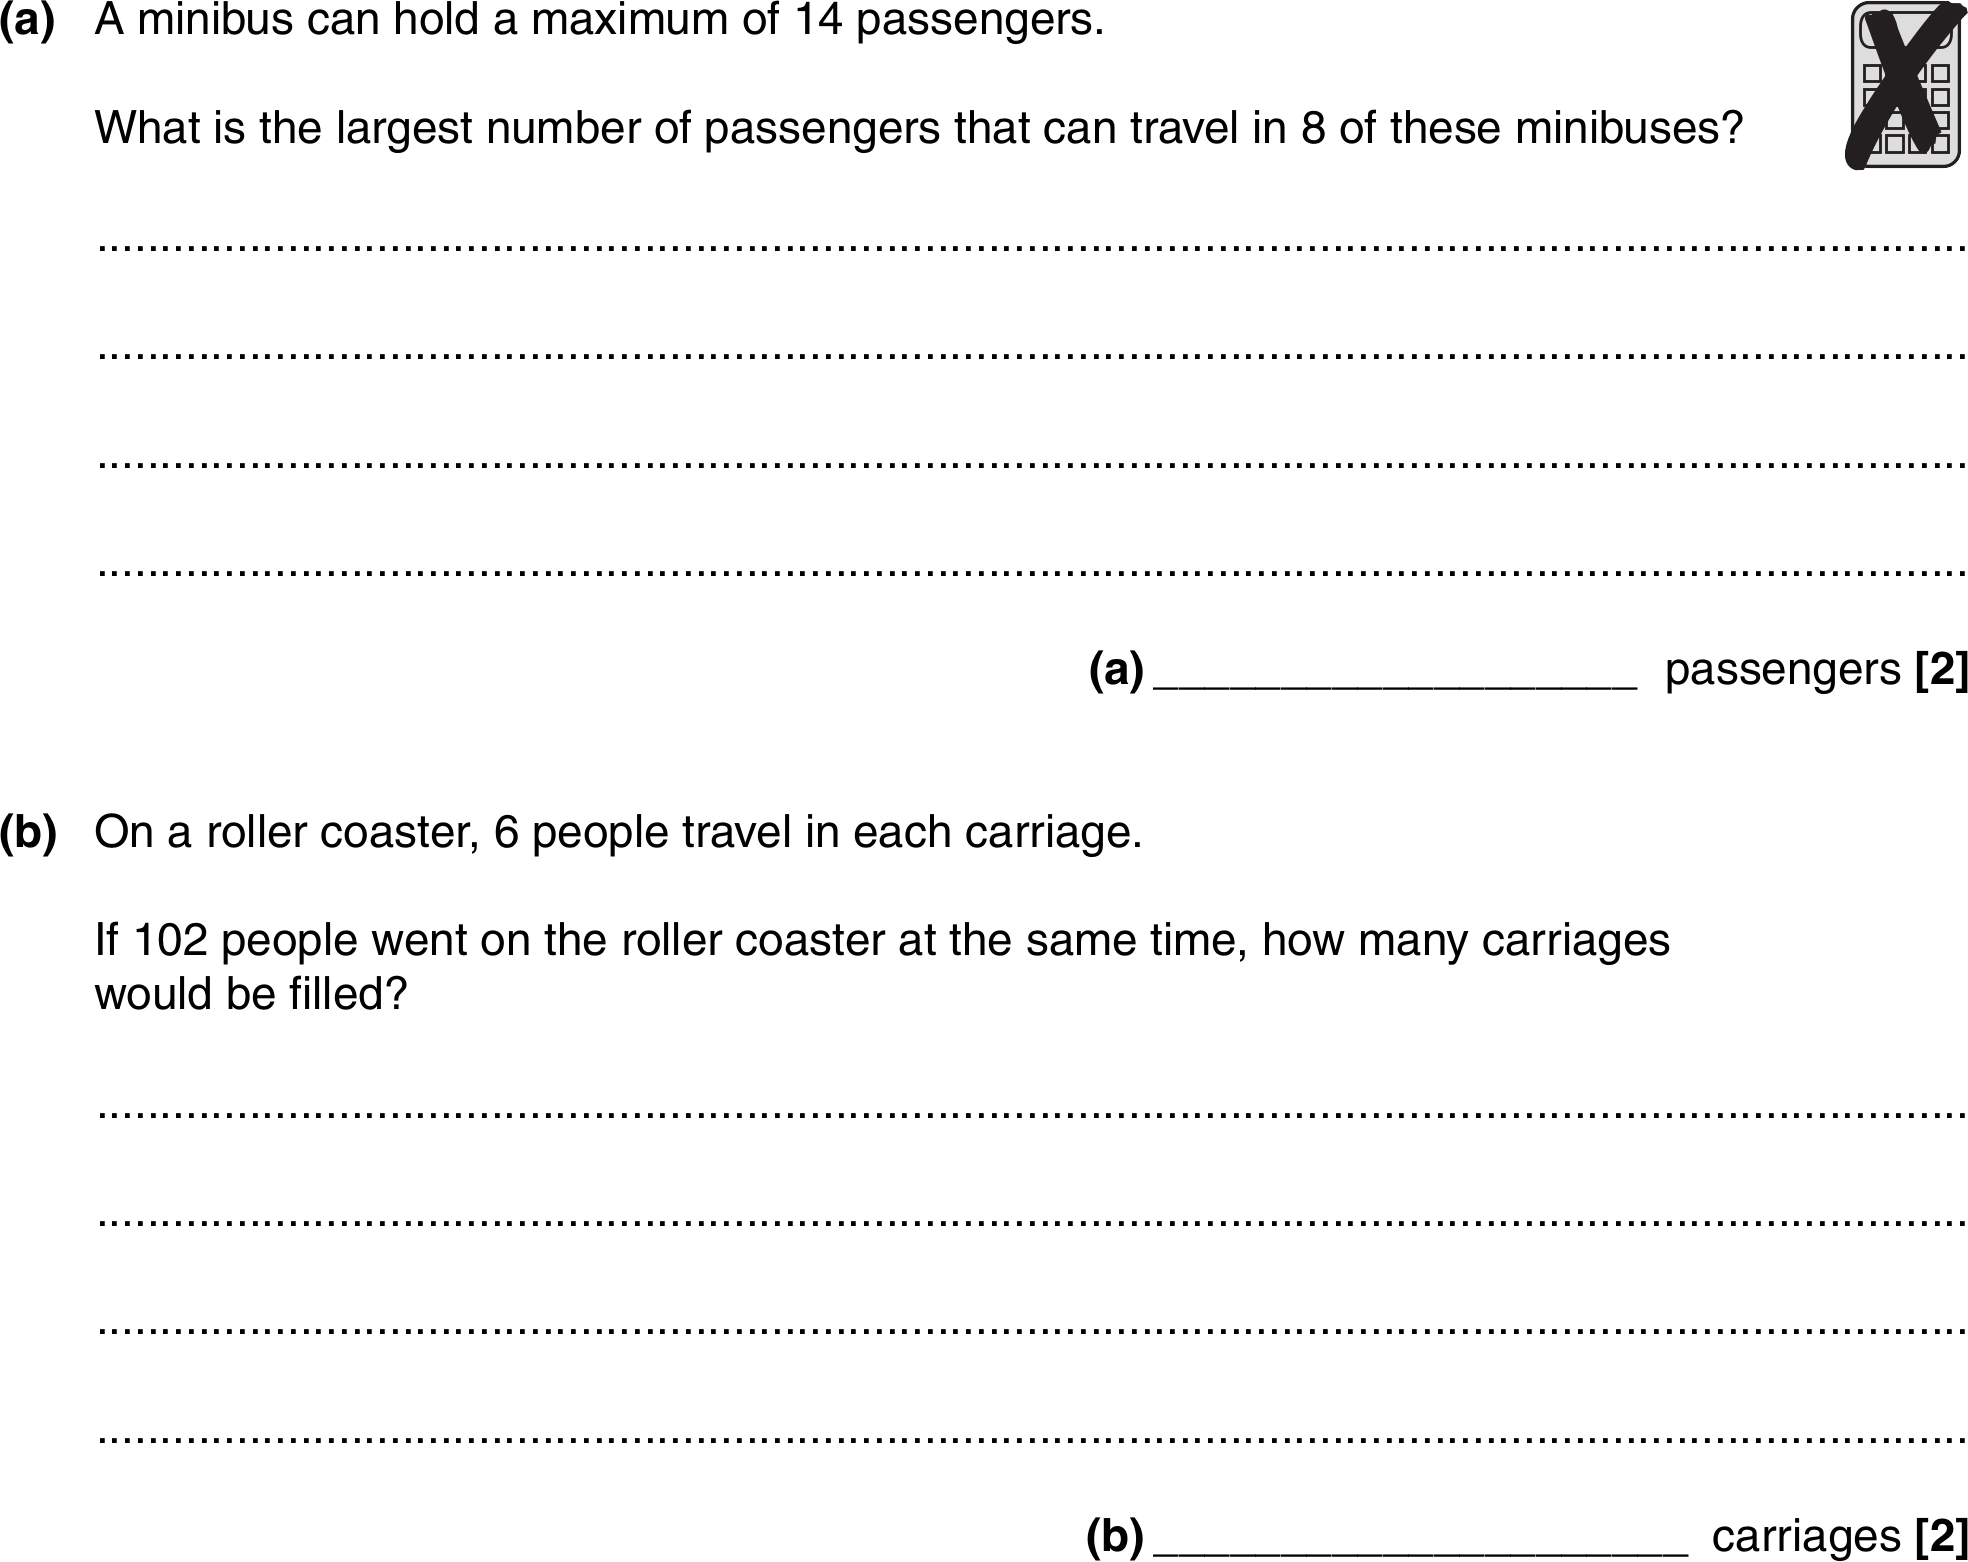 (a) A minibus can hold a maximum of 14 passengers.
What is the largest number of passengers that can travel in 8 of these minibuses?
................................................................................
................................................................................
................................................................................
................................................................................
(a) ____________________ passengers [2]
(b) On a roller coaster, 6 people travel in each carriage.
If 102 people went on the roller coaster at the same time, how many carriages
would be filled?
................................................................................
................................................................................
................................................................................
................................................................................
(b) ______________________ carriages [2]